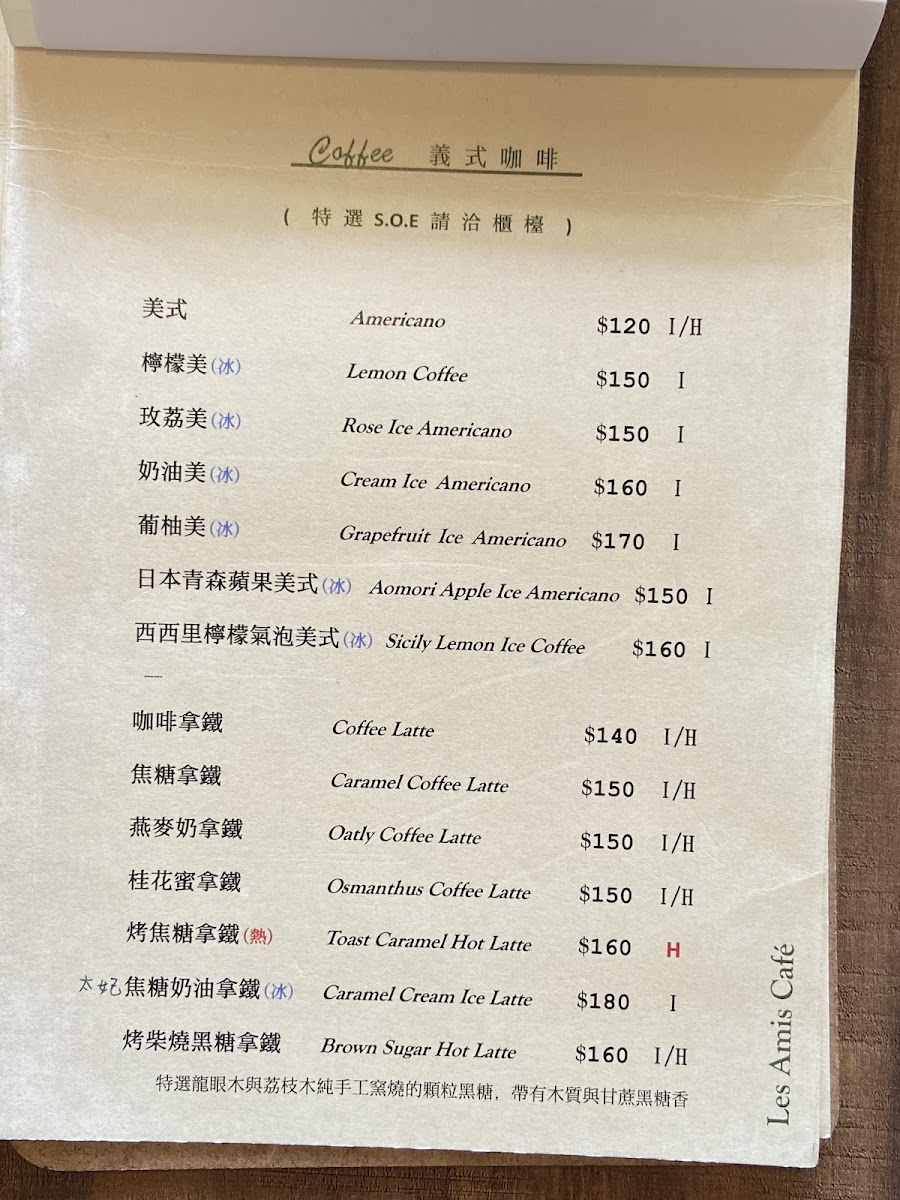 Coffee 義式咖啡
( 特選 S.O.E 請洽櫃檯 )
美式 Americano $120 I/H
檸檬美(冰) Lemon Coffee $150 I
玫荔美(冰) Rose Ice Americano $150 I
奶油美(冰) Cream Ice Americano $160 I
葡柚美(冰) Grapefruit Ice Americano $170 I
日本青森蘋果美式(冰) Aomori Apple Ice Americano $150 I
西西里檸檬氣泡美式(冰) Sicily Lemon Ice Coffee $160 I
咖啡拿鐵 Coffee Latte $140 I/H
焦糖拿鐵 Caramel Coffee Latte $150 I/H
燕麥奶拿鐵 Oatly Coffee Latte $150 I/H
桂花蜜拿鐵 Osmanthus Coffee Latte $150 I/H
烤焦糖拿鐵(熱) Toast Caramel Hot Latte $160 H
太妃焦糖奶油拿鐵(冰) Caramel Cream Ice Latte $180 I
烤柴燒黑糖拿鐵 Brown Sugar Hot Latte $160 I/H
特選龍眼木與荔枝木純手工窯燒的顆粒黑糖，帶有木質與甘蔗黑糖香
Les Amis Café